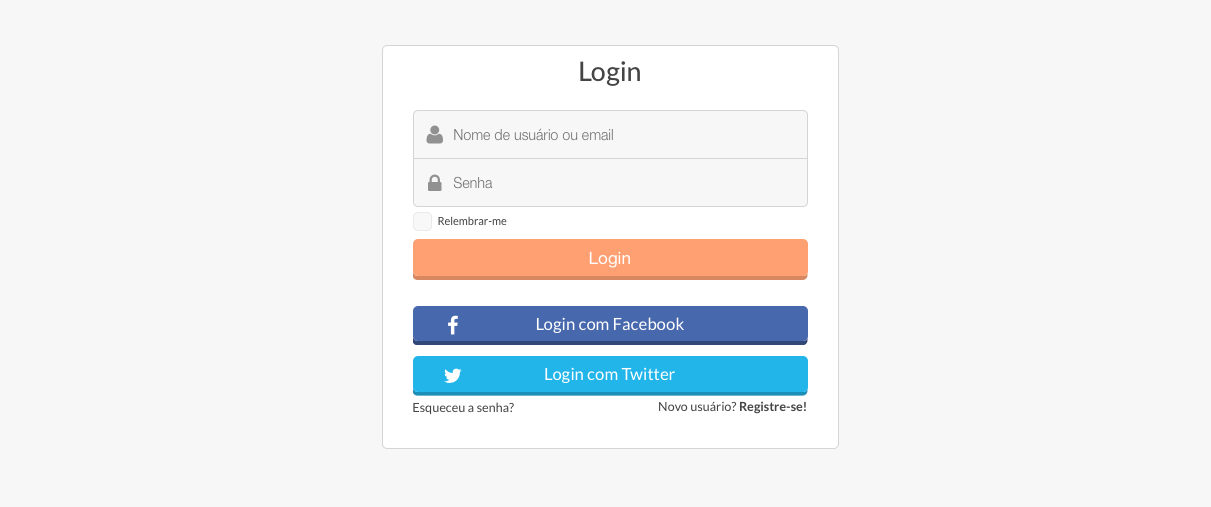 Login
Nome de usuário ou email
Senha
Relembrar-me
Login
Login com Facebook
Login com Twitter
Esqueceu a senha?
Novo usuário? Registre-se!